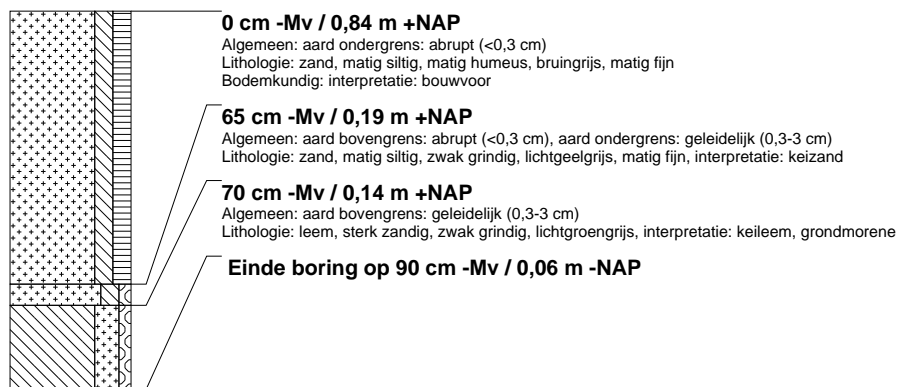 0 cm -Mv / 0,84 m +NAP
Algemeen: aard ondergrens: abrupt (<0,3 cm)
Lithologie: zand, matig siltig, matig humeus, bruingrijs, matig fijn
Bodemkundig: interpretatie: bouwvoor
65 cm -Mv / 0,19 m +NAP
Algemeen: aard bovengrens: abrupt (<0,3 cm), aard ondergrens: geleidelijk (0,3-3 cm)
Lithologie: zand, matig siltig, zwak grindig, lichtgeelgrijs, matig fijn, interpretatie: keizand
70 cm -Mv / 0,14 m +NAP
Algemeen: aard bovengrens: geleidelijk (0,3-3 cm)
Lithologie: leem, sterk zandig, zwak grindig, lichtgroengrijs, interpretatie: keileem, grondmorene
Einde boring op 90 cm -Mv / 0,06 m -NAP